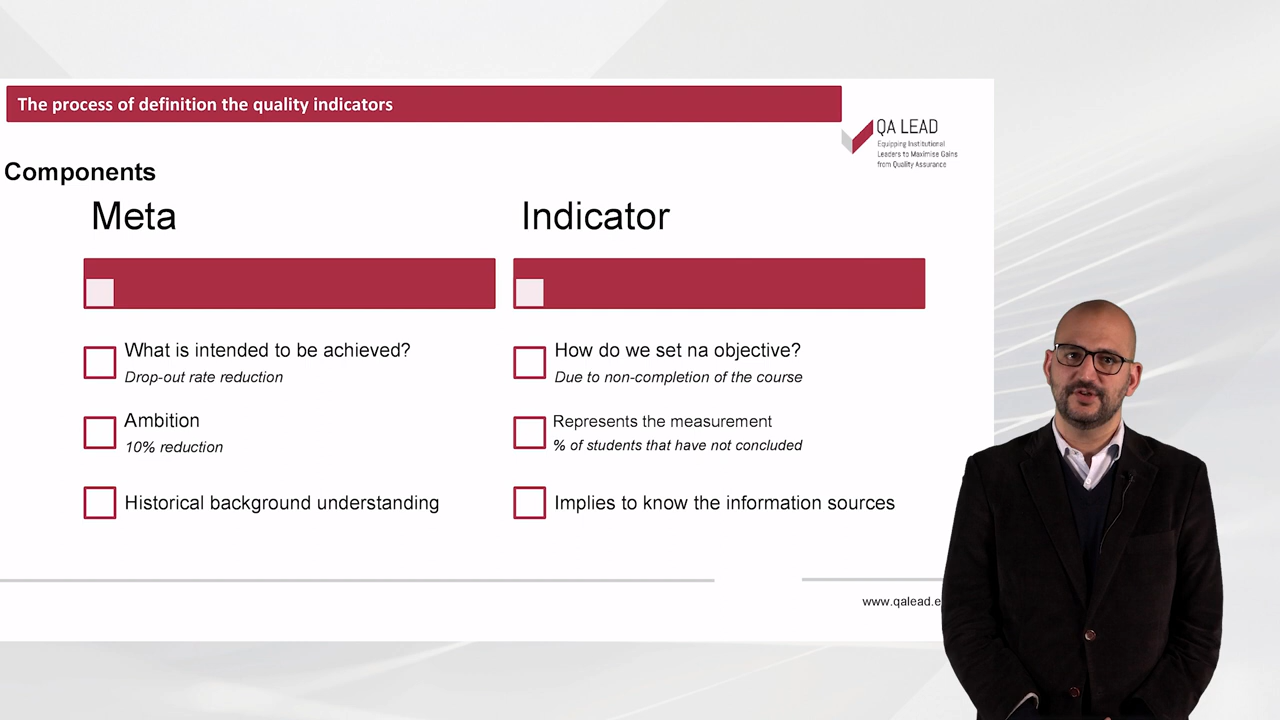 The process of definition the quality indicators
QA LEAD
Equipping Institutional
Leaders to Maximise Gains
from Quality Assurance
Components
Meta
What is intended to be achieved?
Drop-out rate reduction
Ambition
10% reduction
Historical background understanding
Indicator
How do we set na objective?
Due to non-completion of the course
Represents the measurement
% of students that have not concluded
Implies to know the information sources
www.qalead.e